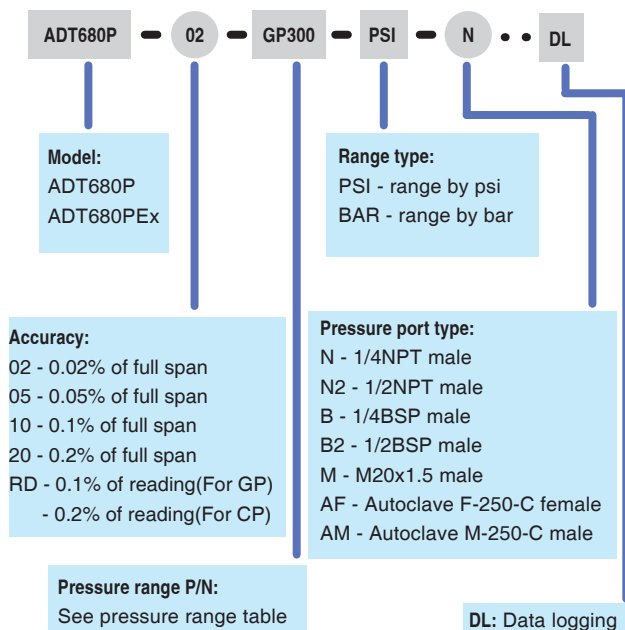 ADT680P 02 GP300 PSI N DL
Model:
ADT680P
ADT680PEx
Range type:
PSI - range by psi
BAR - range by bar
Accuracy:
02 - 0.02% of full span
05 - 0.05% of full span
10 - 0.1% of full span
20 - 0.2% of full span
RD - 0.1% of reading(For GP)
- 0.2% of reading(For CP)
Pressure port type:
N - 1/4NPT male
N2 - 1/2NPT male
B - 1/4BSP male
B2 - 1/2BSP male
M - M20x1.5 male
AF - Autoclave F-250-C female
AM - Autoclave M-250-C male
Pressure range P/N:
See pressure range table
DL: Data logging